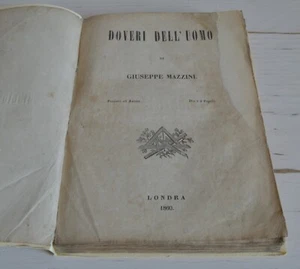 DOVERI DELL'UOMO
DI
GIUSEPPE MAZZINI
LONDRA
1860.